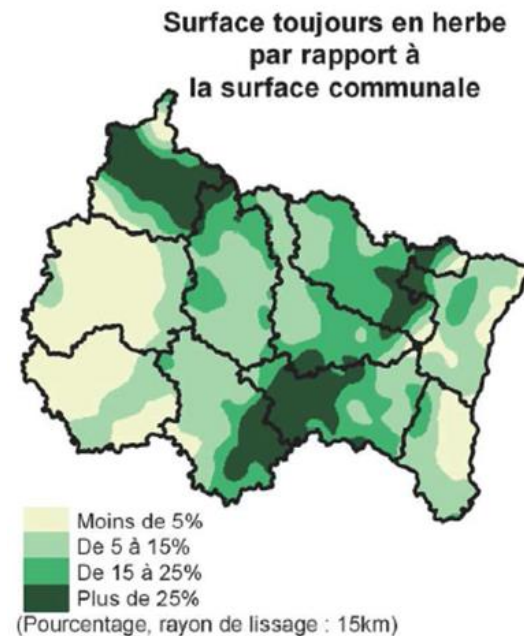 Surface toujours en herbe
par rapport à
la surface communale
Moins de 5%
De 5 à 15%
De 15 à 25%
Plus de 25%
(Pourcentage, rayon de lissage : 15km)